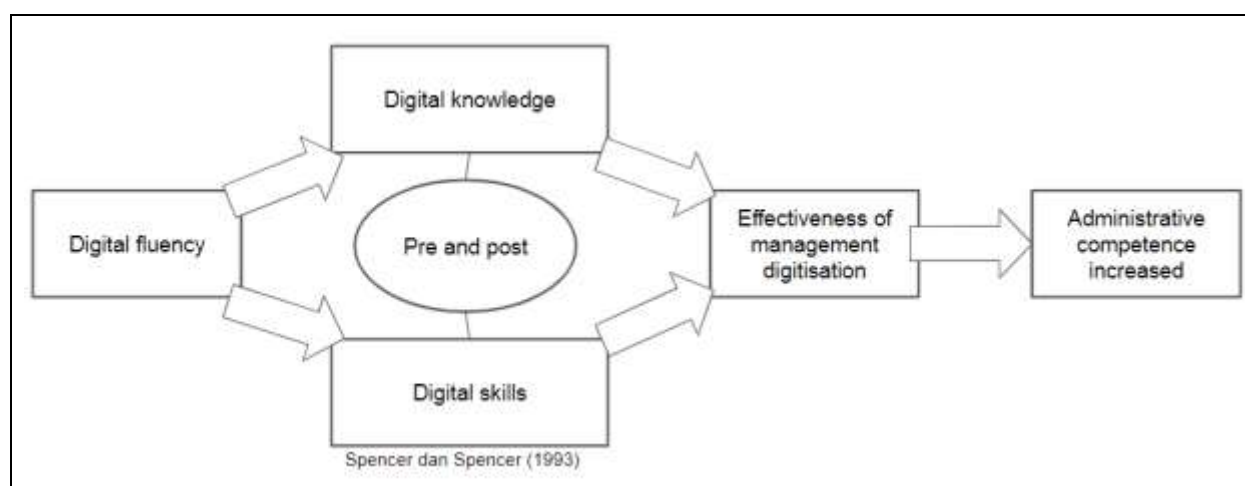 Digital knowledge
Digital fluency
Pre and post
Effectiveness of
management
digitisation
Administrative
competence
increased
Digital skills
Spencer dan Spencer (1993)